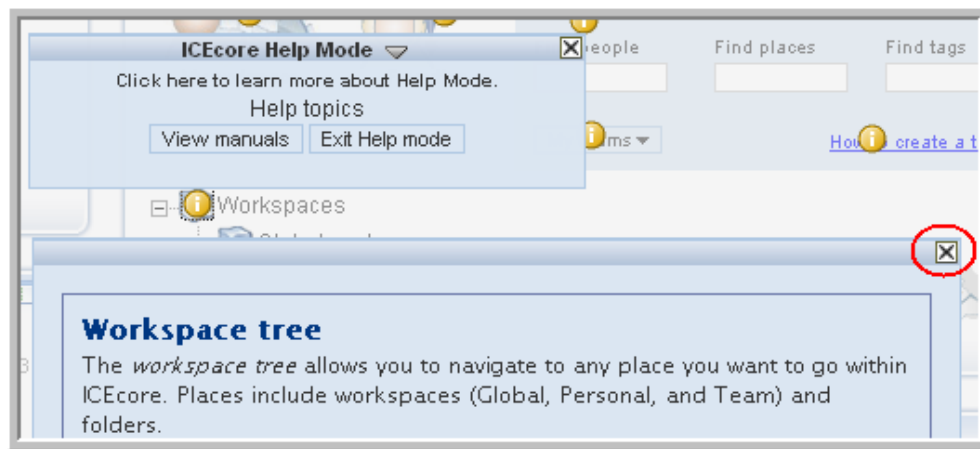 ICEcore Help Mode
people
Find places
Find tags
Click here to learn more about Help Mode.
Help topics
View manuals
Exit Help mode
ms
How
create a t
Workspaces
Workspace tree
The workspace tree allows you to navigate to any place you want to go within
ICEcore. Places include workspaces (Global, Personal, and Team) and
folders.